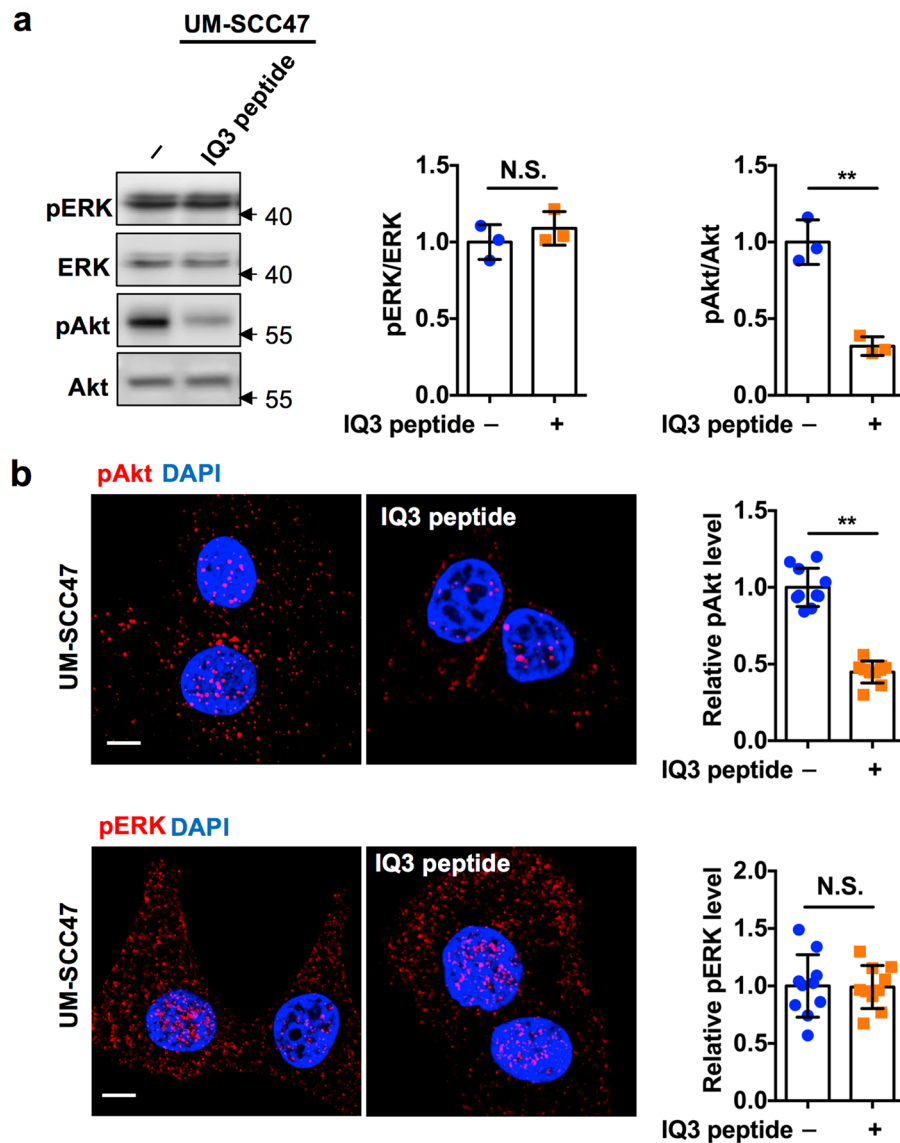 a
UM-SCC47
– IQ3 peptide
pERK
40
ERK
40
pAkt
55
Akt
55
pERK/ERK
1.5
1.0
0.5
0.0
N.S.
IQ3 peptide – +
pAkt/Akt
1.5
1.0
0.5
0.0
**
IQ3 peptide – +
b
pAkt DAPI
UM-SCC47
IQ3 peptide
Relative pAkt level
1.5
1.0
0.5
0.0
**
IQ3 peptide – +
pERK DAPI
UM-SCC47
IQ3 peptide
Relative pERK level
2.0
1.5
1.0
0.5
0.0
N.S.
IQ3 peptide – +